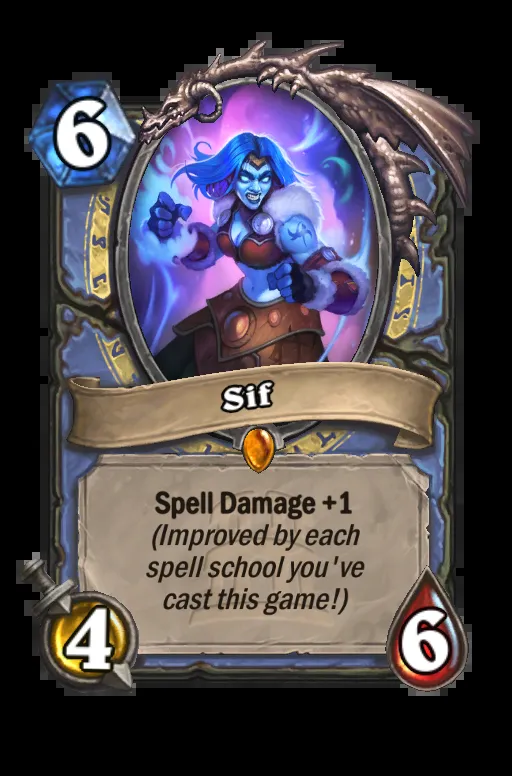 6
Sif
Spell Damage +1
(Improved by each
spell school you've
cast this game!)
4
6